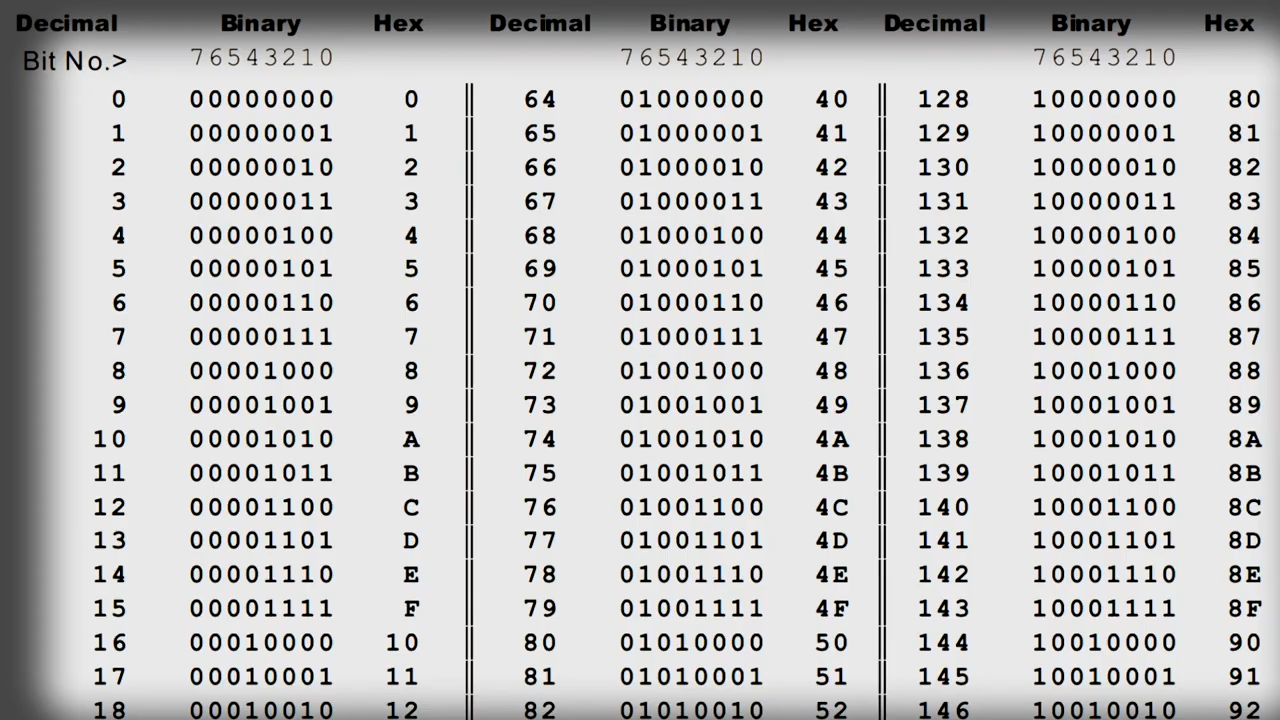 Decimal Binary Hex Decimal Binary Hex Decimal Binary Hex
Bit No.> 76543210 76543210 76543210
0 00000000 0 64 01000000 40 128 10000000 80
1 00000001 1 65 01000001 41 129 10000001 81
2 00000010 2 66 01000010 42 130 10000010 82
3 00000011 3 67 01000011 43 131 10000011 83
4 00000100 4 68 01000100 44 132 10000100 84
5 00000101 5 69 01000101 45 133 10000101 85
6 00000110 6 70 01000110 46 134 10000110 86
7 00000111 7 71 01000111 47 135 10000111 87
8 00001000 8 72 01001000 48 136 10001000 88
9 00001001 9 73 01001001 49 137 10001001 89
10 00001010 A 74 01001010 4A 138 10001010 8A
11 00001011 B 75 01001011 4B 139 10001011 8B
12 00001100 C 76 01001100 4C 140 10001100 8C
13 00001101 D 77 01001101 4D 141 10001101 8D
14 00001110 E 78 01001110 4E 142 10001110 8E
15 00001111 F 79 01001111 4F 143 10001111 8F
16 00010000 10 80 01010000 50 144 10010000 90
17 00010001 11 81 01010001 51 145 10010001 91
18 00010010 12 82 01010010 52 146 10010010 92